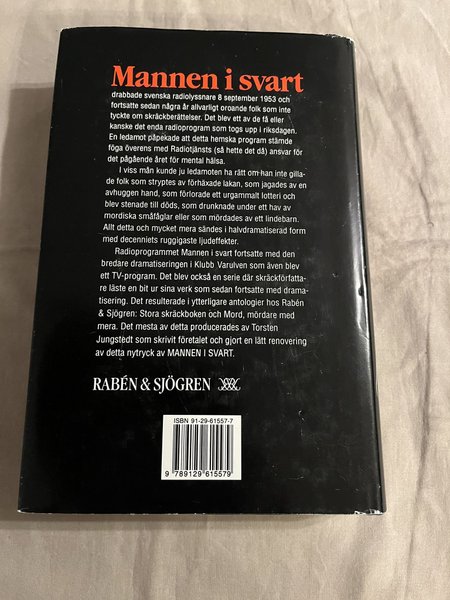 Mannen i svart
drabbade svenska radiolyssnare 8 september 1953 och
fortsatte sedan några år allvarligt oroande folk som inte
tyckte om skräckberättelser. Det blev ett av de få eller
kanske det enda radioprogram som togs upp i riksdagen.
En ledamot påpekade att detta hemska program stämde
föga överens med Radiotjänsts (så hette det då) ansvar för
det pågående året för mental hälsa.
I viss mån kunde ju ledamoten ha rätt om han inte gilla-
de folk som stryptes av förhäxade lakan, som jagades av en
avhuggen hand, som förlorade ett urgammalt lotteri och
blev stenade till döds, som drunknade under ett hav av
mordiska småfåglar eller som mördades av ett lindebarn.
Allt detta och mycket mera sändes i halvdramatiserad form
med decenniets ruggigaste ljudeffekter.
Radioprogrammet Mannen i svart fortsatte med den
bredare dramatiseringen i Klubb Varulven som även blev
ett TV-program. Det blev också en serie där skräckförfatta-
re läste en bit ur sina verk som sedan fortsatte med drama-
tisering. Det resulterade i ytterligare antologier hos Rabén
& Sjögren: Stora skräckboken och Mord, mördare med
mera. Det mesta av detta producerades av Torsten
Jungstedt som skrivit företalet och gjort en lätt renovering
av detta nytryck av MANNEN I SVART.
RABÉN & SJÖGREN
ISBN 91-29-61557-7
9 789129 615579